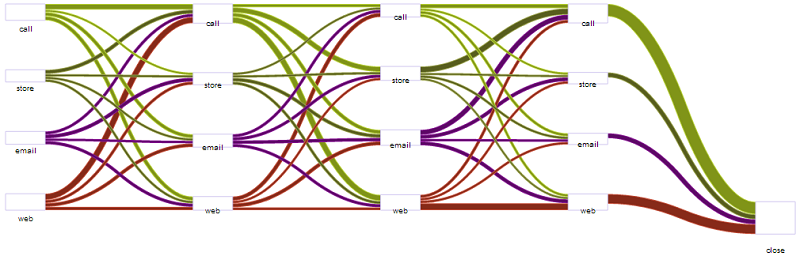 call call call call
store store store store
email email email email
web web web web
close